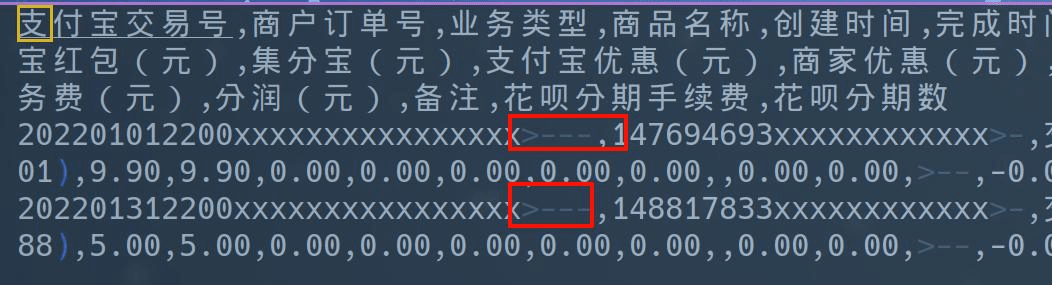 支付宝交易号,商户订单号,业务类型,商品名称,创建时间,完成时
宝红包（元）,集分宝（元）,支付宝优惠（元）,商家优惠（元）,
务费（元）,分润（元）,备注,花呗分期手续费,花呗分期数
202201012200xxxxxxxxxxxxxxxx>---,147694693xxxxxxxxxxxx>-,交
01),9.90,9.90,0.00,0.00,0.00,0.00,0.00,,0.00,0.00,>--,-0.0
202201312200xxxxxxxxxxxxxxxx>---,148817833xxxxxxxxxxxx>-,交
88),5.00,5.00,0.00,0.00,0.00,0.00,0.00,,0.00,0.00,>--,-0.0